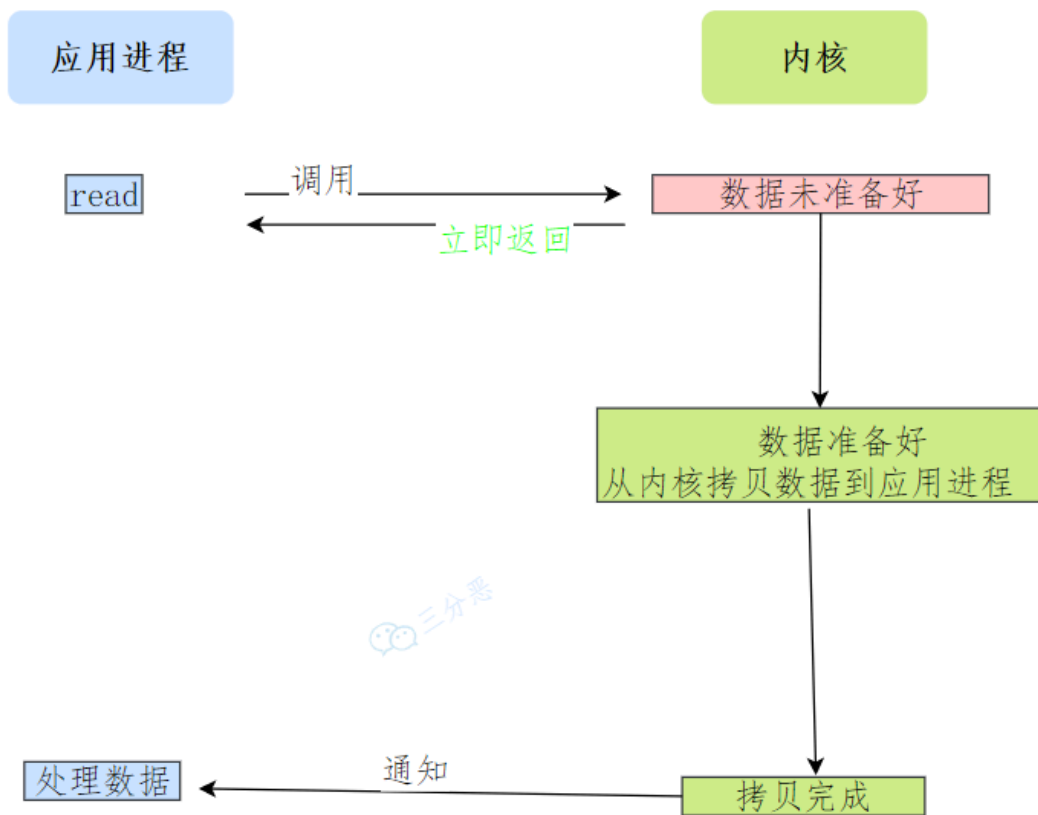 应用进程
内核
read
调用
数据未准备好
立即返回
数据准备好
从内核拷贝数据到应用进程
三分恶
处理数据
通知
拷贝完成